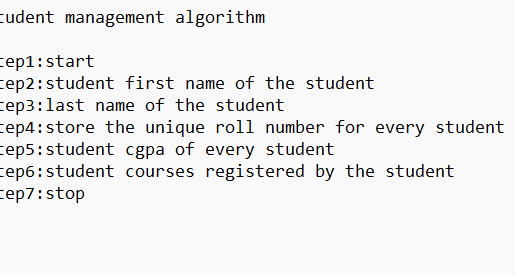 tudent management algorithm
tep1:start
tep2:student first name of the student
tep3:last name of the student
tep4:store the unique roll number for every student
tep5:student cgpa of every student
tep6:student courses registered by the student
tep7:stop